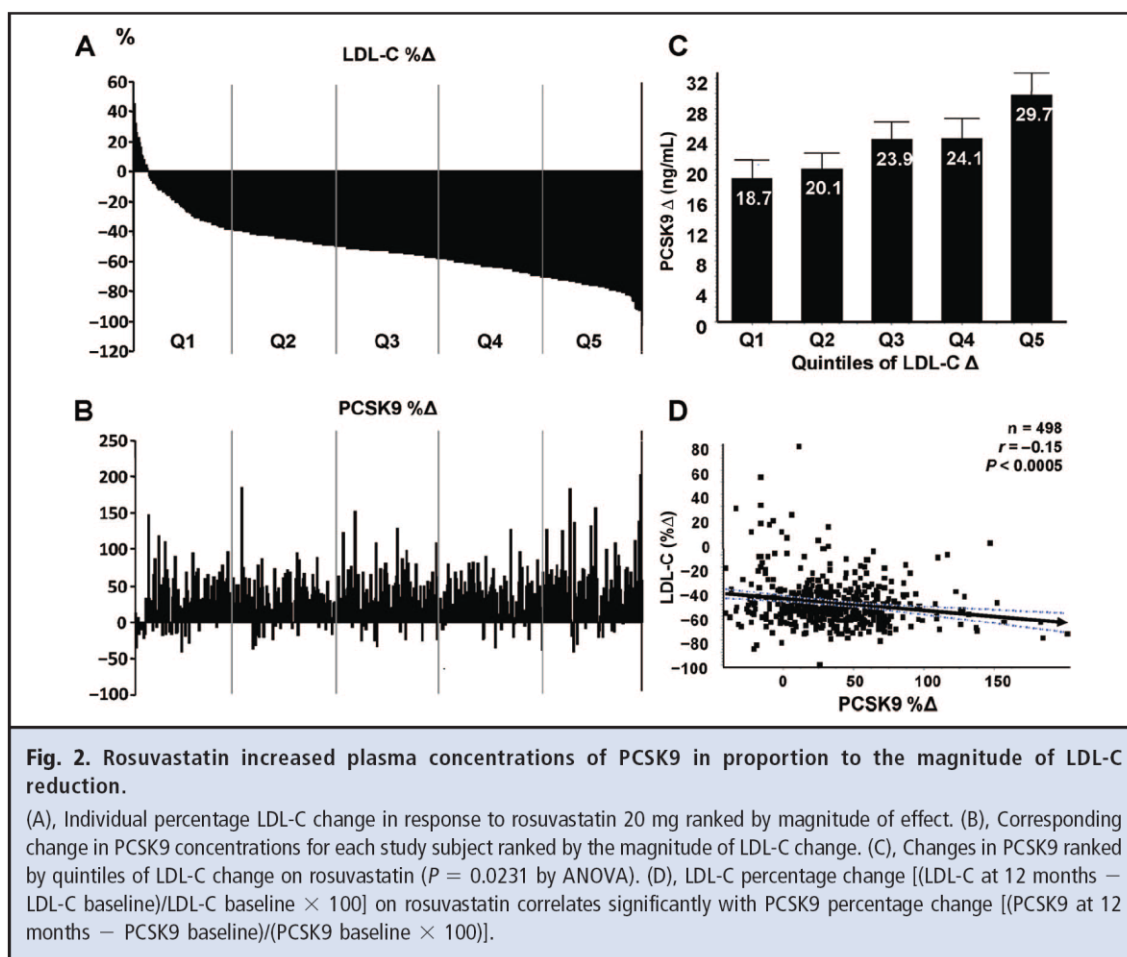 A
%
LDL-C %Δ
60
40
20
0
−20
−40
−60
−80
−100
−120
Q1 Q2 Q3 Q4 Q5
B
PCSK9 %Δ
250
200
150
100
50
0
−50
−100
C
PCSK9 Δ (ng/mL)
32
28
24
20
16
12
8
4
0
18.7 20.1 23.9 24.1 29.7
Q1 Q2 Q3 Q4 Q5
Quintiles of LDL-C Δ
D
n = 498
r = −0.15
P < 0.0005
LDL-C (%Δ)
80
60
40
20
0
−20
−40
−60
−80
−100
0 50 100 150
PCSK9 %Δ
Fig. 2. Rosuvastatin increased plasma concentrations of PCSK9 in proportion to the magnitude of LDL-C
reduction.
(A), Individual percentage LDL-C change in response to rosuvastatin 20 mg ranked by magnitude of effect. (B), Corresponding
change in PCSK9 concentrations for each study subject ranked by the magnitude of LDL-C change. (C), Changes in PCSK9 ranked
by quintiles of LDL-C change on rosuvastatin (P = 0.0231 by ANOVA). (D), LDL-C percentage change [(LDL-C at 12 months −
LDL-C baseline)/LDL-C baseline × 100] on rosuvastatin correlates significantly with PCSK9 percentage change [(PCSK9 at 12
months − PCSK9 baseline)/(PCSK9 baseline × 100)].